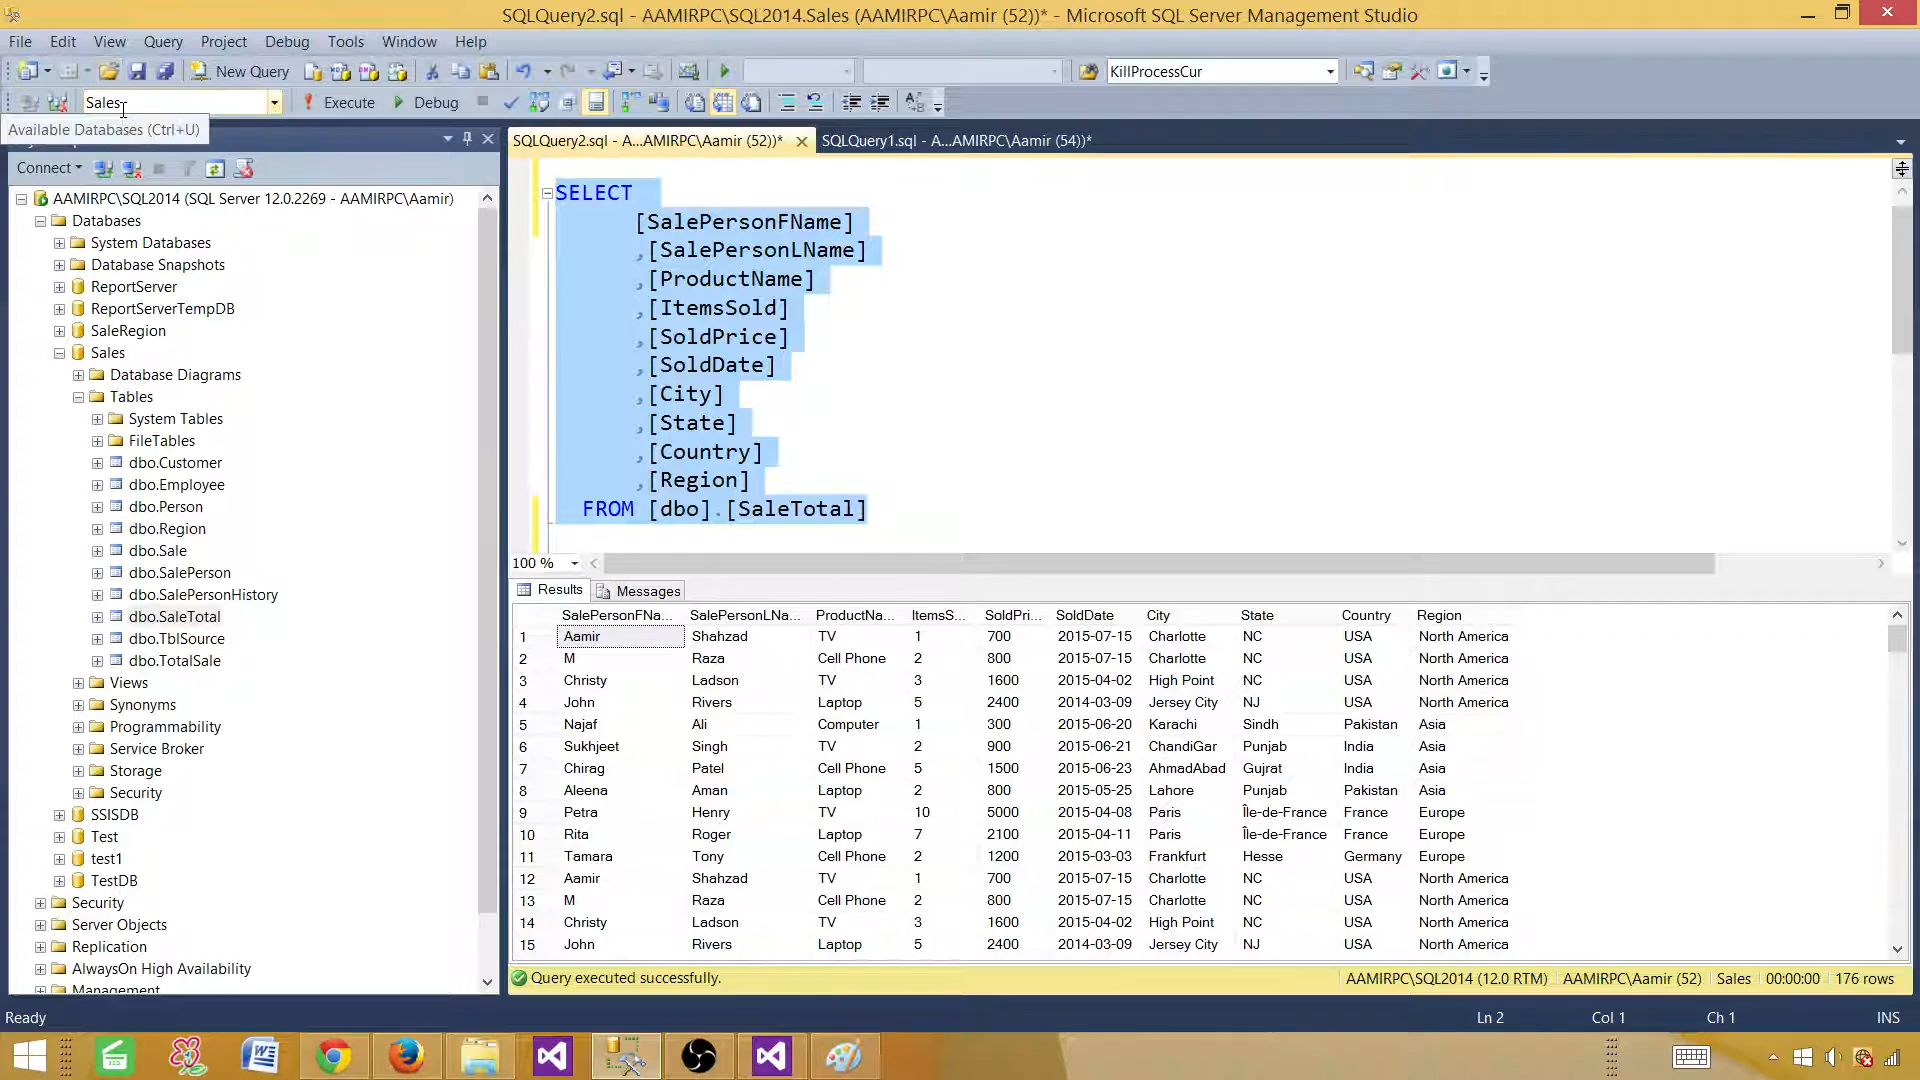 SQLQuery2.sql - AAMIRPC\SQL2014.Sales (AAMIRPC\Aamir (52))* - Microsoft SQL Server Management Studio
File Edit View Query Project Debug Tools Window Help
New Query KillProcessCur
Sales Execute Debug
Available Databases (Ctrl+U)
SQLQuery2.sql - A...AMIRPC\Aamir (52))* SQLQuery1.sql - A...AMIRPC\Aamir (54))*
Connect
AAMIRPC\SQL2014 (SQL Server 12.0.2269 - AAMIRPC\Aamir)
Databases
System Databases
Database Snapshots
ReportServer
ReportServerTempDB
SaleRegion
Sales
Database Diagrams
Tables
System Tables
FileTables
dbo.Customer
dbo.Employee
dbo.Person
dbo.Region
dbo.Sale
dbo.SalePerson
dbo.SalePersonHistory
dbo.SaleTotal
dbo.TblSource
dbo.TotalSale
Views
Synonyms
Programmability
Service Broker
Storage
Security
SSISDB
Test
test1
TestDB
Security
Server Objects
Replication
AlwaysOn High Availability
Management
SELECT
[SalePersonFName]
,[SalePersonLName]
,[ProductName]
,[ItemsSold]
,[SoldPrice]
,[SoldDate]
,[City]
,[State]
,[Country]
,[Region]
FROM [dbo].[SaleTotal]
100 %
Results Messages
SalePersonFNa... SalePersonLNa... ProductNa... ItemsS... SoldPri... SoldDate City State Country Region
1 Aamir Shahzad TV 1 700 2015-07-15 Charlotte NC USA North America
2 M Raza Cell Phone 2 800 2015-07-15 Charlotte NC USA North America
3 Christy Ladson TV 3 1600 2015-04-02 High Point NC USA North America
4 John Rivers Laptop 5 2400 2014-03-09 Jersey City NJ USA North America
5 Najaf Ali Computer 1 300 2015-06-20 Karachi Sindh Pakistan Asia
6 Sukhjeet Singh TV 2 900 2015-06-21 ChandiGar Punjab India Asia
7 Chirag Patel Cell Phone 5 1500 2015-06-23 AhmadAbad Gujrat India Asia
8 Aleena Aman Laptop 2 800 2015-05-25 Lahore Punjab Pakistan Asia
9 Petra Henry TV 10 5000 2015-04-08 Paris Île-de-France France Europe
10 Rita Roger Laptop 7 2100 2015-04-11 Paris Île-de-France France Europe
11 Tamara Tony Cell Phone 2 1200 2015-03-03 Frankfurt Hesse Germany Europe
12 Aamir Shahzad TV 1 700 2015-07-15 Charlotte NC USA North America
13 M Raza Cell Phone 2 800 2015-07-15 Charlotte NC USA North America
14 Christy Ladson TV 3 1600 2015-04-02 High Point NC USA North America
15 John Rivers Laptop 5 2400 2014-03-09 Jersey City NJ USA North America
Query executed successfully. AAMIRPC\SQL2014 (12.0 RTM) AAMIRPC\Aamir (52) Sales 00:00:00 176 rows
Ready Ln 2 Col 1 Ch 1 INS